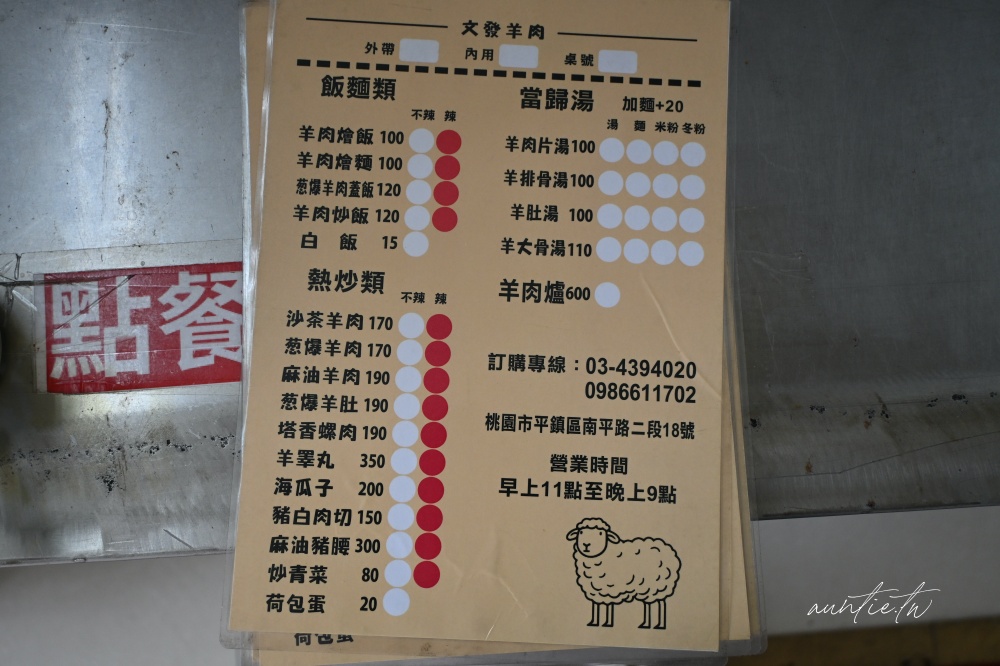 文發羊肉
外帶 內用 桌號
飯麵類
不辣 辣
羊肉燴飯 100
羊肉燴麵 100
葱爆羊肉蓋飯 120
羊肉炒飯 120
白飯 15
熱炒類
不辣 辣
沙茶羊肉 170
葱爆羊肉 170
麻油羊肉 190
葱爆羊肚 190
塔香螺肉 190
羊睪丸 350
海瓜子 200
豬白肉切 150
麻油豬腰 300
炒青菜 80
荷包蛋 20
當歸湯 加麵+20
湯 麵 米粉 冬粉
羊肉片湯 100
羊排骨湯 100
羊肚湯 100
羊大骨湯 110
羊肉爐 600
訂購專線：03-4394020
0986611702
桃園市平鎮區南平路二段18號
營業時間
早上11點至晚上9點
點餐
荷包蛋
auntie.tw